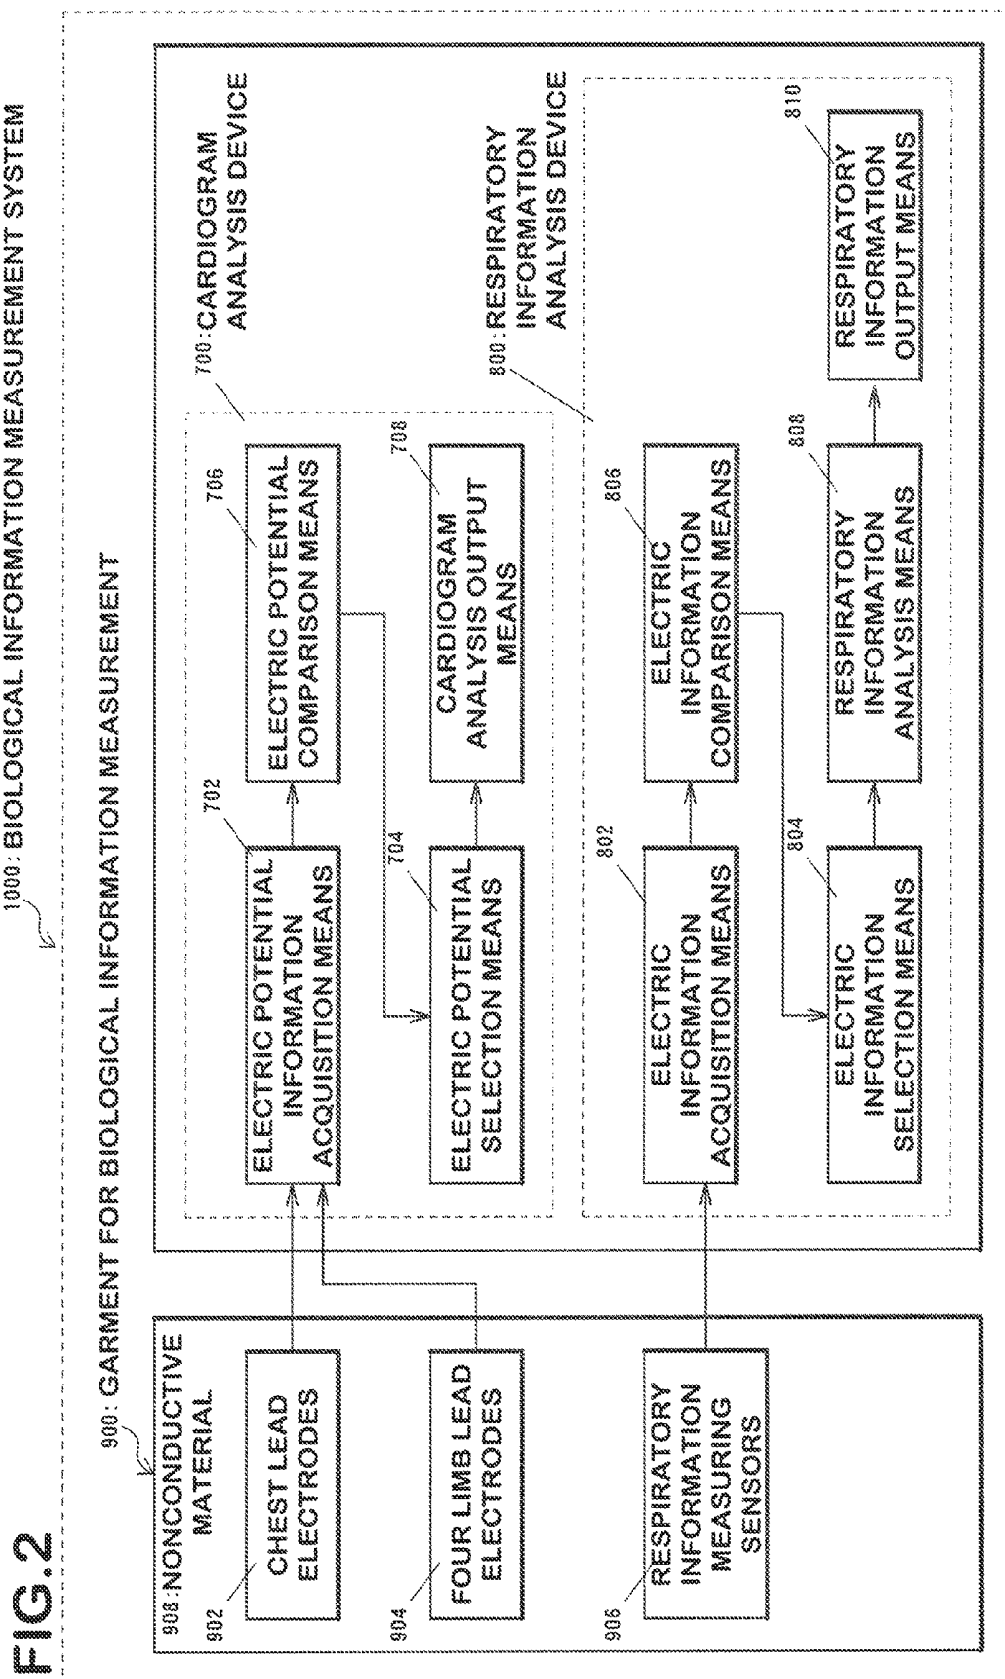 FIG.2
1000:BIOLOGICAL INFORMATION MEASUREMENT SYSTEM
900: GARMENT FOR BIOLOGICAL INFORMATION MEASUREMENT
908:NONCONDUCTIVE
MATERIAL
902
CHEST LEAD
ELECTRODES
904
FOUR LIMB LEAD
ELECTRODES
906
RESPIRATORY
INFORMATION
MEASURING
SENSORS
700:CARDIOGRAM
ANALYSIS DEVICE
702
ELECTRIC POTENTIAL
INFORMATION
ACQUISITION MEANS
706
ELECTRIC POTENTIAL
COMPARISON MEANS
704
ELECTRIC POTENTIAL
SELECTION MEANS
708
CARDIOGRAM
ANALYSIS OUTPUT
MEANS
800:RESPIRATORY
INFORMATION
ANALYSIS DEVICE
802
ELECTRIC
INFORMATION
ACQUISITION MEANS
806
ELECTRIC
INFORMATION
COMPARISON MEANS
804
ELECTRIC
INFORMATION
SELECTION MEANS
808
RESPIRATORY
INFORMATION
ANALYSIS MEANS
810
RESPIRATORY
INFORMATION
OUTPUT MEANS